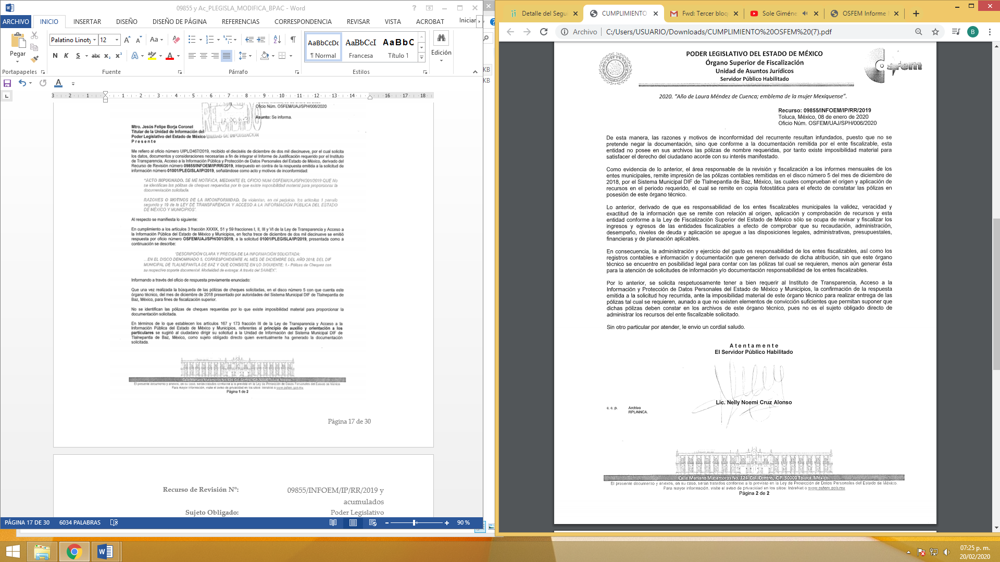 09855 y Ac_PLEGISLA_MODIFICA_BPAC - Word
ARCHIVO INICIO INSERTAR DISEÑO DISEÑO DE PÁGINA REFERENCIAS CORRESPONDENCIA REVISAR VISTA ACROBAT Iniciar
Pegar
Palatino Linoty 12
N K S abc x₂ x²
AaBbCcDc AaBbCcI AaBbC
¶ Normal Francesa Título 1
Edición
Portapapeles Fuente Párrafo Estilos
KB
KB
3 2 1 1 2 3 4 5 6 7 8 9 10 11 12 13 14 16 17 18
Oficio Núm. OSFEM/UAJ/SPH/006/2020
Asunto: Se informa.
Mtro. Jesús Felipe Borja Coronel
Titular de la Unidad de Información del
Poder Legislativo del Estado de México
P r e s e n t e
UNIDAD DE INFORMACIÓN
Me refiero al oficio número UIPL/2467/2019, recibido el dieciséis de diciembre de dos mil diecinueve, por el cual solicita
los datos, documentos y consideraciones necesarias a fin de integrar el Informe de Justificación requerido por el Instituto
de Transparencia, Acceso a la Información Pública y Protección de Datos Personales del Estado de México, derivado del
Recurso de Revisión número 09855/INFOEM/IP/RR/2019, interpuesto en contra de la respuesta emitida a la solicitud de
información número 01001/PLEGISLA/IP/2019, señalándose como acto y motivos de inconformidad:
"ACTO IMPUGNADO. SE ME NOTIFICA, MEDIANTE EL OFICIO NUM OSFEM/UAJ/SPH/301/2019 QUE No
se identifican las pólizas de cheques requeridas por lo que existe imposibilidad material para proporcionar la
documentación solicitada.
RAZONES O MOTIVOS DE LA INCONFORMIDAD. Se violentan, en mi perjuicio, los artículos 1 parrafo
segundo y 19 de la LEY DE TRANSPARENCIA Y ACCESO A LA INFORMACIÓN PÚBLICA DEL ESTADO
DE MEXICO Y MUNICIPIOS".
Al respecto se manifiesta lo siguiente:
En cumplimiento a los artículos 3 fracción XXXIX, 51 y 59 fracciones I, II, III y VI de la Ley de Transparencia y Acceso a
la Información Pública del Estado de México y Municipios, en fecha trece de diciembre de dos mil diecinueve se emitió
respuesta por oficio número OSFEM/UAJ/SPH/301/2019, a la solicitud 01001/PLEGISLA/IP/2019, presentada como a
continuación se describe:
"DESCRIPCIÓN CLARA Y PRECISA DE LA INFORMACIÓN SOLICITADA:
...EN EL DISCO DENOMINADO 5, CORRESPONDIENTE AL MES DE DICIEMBRE DEL AÑO 2018, DEL DIF
MUNICIPAL DE TLALNEPANTLA DE BAZ Y QUE CONSISTE EN LO SIGUIENTE; 1.- Pólizas de Cheques con
su respectivo soporte documental. Modalidad de entrega: A través del SAIMEX".
Informando a través del oficio de respuesta previamente enunciado:
Que una vez realizada la búsqueda de las pólizas de cheques solicitadas, en el disco número 5 con que cuenta este
órgano técnico, del mes de diciembre de 2018 presentado por autoridades del Sistema Municipal DIF de Tlalnepantla de
Baz, México, para fines de fiscalización superior.
No se identifican las pólizas de cheques requeridas por lo que existe imposibilidad material para proporcionar la
documentación solicitada.
En términos de lo que establecen los artículos 167 y 173 fracción III de la Ley de Transparencia y Acceso a la
Información Pública del Estado de México y Municipios, referentes al principio de auxilio y orientación a los
particulares se sugirió al ciudadano dirigir su solicitud a la Unidad de Información del Sistema Municipal DIF de
Tlalnepantla de Baz, México, como sujeto obligado directo quien eventualmente ha generado la documentación
solicitada.
Calle Mariano Matamoros No. 124 Col. Centro, C.P. 50000 Toluca, México.
El presente documento y anexos, en su caso, serán tratados conforme a lo previsto en la Ley de Protección de Datos Personales del Estado de México.
Para mayor información, visite el aviso de privacidad en los sitios: IntraNet o www.osfem.gob.mx
Página 1 de 2
Página 17 de 30
Recurso de Revisión N°: 09855/INFOEM/IP/RR/2019 y
acumulados
Sujeto Obligado: Poder Legislativo
PÁGINA 17 DE 30 6034 PALABRAS 90 %
Detalle del Segu CUMPLIMIENTO Fwd: Tercer bloq Sole Giméne OSFEM Informe
Archivo C:/Users/USUARIO/Downloads/CUMPLIMIENTO%20OSFEM%20(7).pdf
B
PODER LEGISLATIVO DEL ESTADO DE MÉXICO
Órgano Superior de Fiscalización
Unidad de Asuntos Jurídicos
Servidor Público Habilitado
osfem
2020. “Año de Laura Méndez de Cuenca; emblema de la mujer Mexiquense”.
Recurso: 09855/INFOEM/IP/RR/2019
Toluca, México, 08 de enero de 2020
Oficio Núm. OSFEM/UAJ/SPH/006/2020
De esta manera, las razones y motivos de inconformidad del recurrente resultan infundados, puesto que no se
pretende negar la documentación, sino que conforme a la documentación remitida por el ente fiscalizable, esta
entidad no posee en sus archivos las pólizas de nombre requeridas, por tanto existe imposibilidad material para
satisfacer el derecho del ciudadano acorde con su interés manifestado.
Como evidencia de lo anterior, el área responsable de la revisión y fiscalización a los informes mensuales de los
entes municipales, remite impresión de las pólizas contables remitidas en el disco número 5 del mes de diciembre de
2018, por el Sistema Municipal DIF de Tlalnepantla de Baz, México, las cuales comprueban el origen y aplicación de
recursos en el periodo requerido, el cual se remite en copia fotostática para el efecto de constatar las pólizas en
posesión de este órgano técnico.
Lo anterior, derivado de que es responsabilidad de los entes fiscalizables municipales la validez, veracidad y
exactitud de la información que se remite con relación al origen, aplicación y comprobación de recursos y esta
entidad conforme a la Ley de Fiscalización Superior del Estado de México sólo se ocupa de revisar y fiscalizar los
ingresos y egresos de las entidades fiscalizables a efecto de comprobar que su recaudación, administración,
desempeño, niveles de deuda y aplicación se apegue a las disposiciones legales, administrativas, presupuestales,
financieras y de planeación aplicables.
En consecuencia, la administración y ejercicio del gasto es responsabilidad de los entes fiscalizables, así como los
registros contables e información y documentación que generen derivado de dicha atribución, sin que este órgano
técnico se encuentre en posibilidad legal para contar con las pólizas tal cual se requieren, menos aún generar ésta
para la atención de solicitudes de información y/o documentación responsabilidad de los entes fiscalizables.
Por lo anterior, se solicita respetuosamente tener a bien requerir al Instituto de Transparencia, Acceso a la
Información y Protección de Datos Personales del Estado de México y Municipios, la confirmación de la respuesta
emitida a la solicitud hoy recurrida, ante la imposibilidad material de este órgano técnico para realizar entrega de las
pólizas tal cual se requieren, aunado a que no existen elementos de convicción suficientes que permitan suponer que
dichas pólizas deben constar en los archivos de este órgano técnico, pues no es el sujeto obligado directo de
administrar los recursos del ente fiscalizable solicitado.
Sin otro particular por atender, le envio un cordial saludo.
A t e n t a m e n t e
El Servidor Público Habilitado
Lic. Nelly Noemi Cruz Alonso
c. c. p. Archivo
RPL/NNCA.
Calle Mariano Matamoros No. 124 Col. Centro, C.P. 50000 Toluca, México.
El presente documento y anexos, en su caso, serán tratados conforme a lo previsto en la Ley de Protección de Datos Personales del Estado de México.
Para mayor información, visite el aviso de privacidad en los sitios: IntraNet o www.osfem.gob.mx
Página 2 de 2
07:25 p. m.
20/02/2020